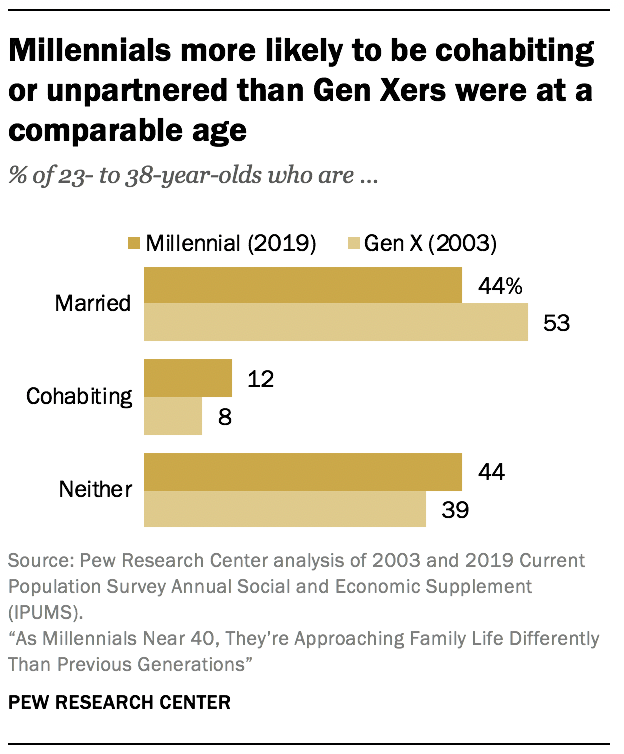 Millennials more likely to be cohabiting
or unpartnered than Gen Xers were at a
comparable age
% of 23- to 38-year-olds who are ...
Millennial (2019) Gen X (2003)
Married
44%
53
Cohabiting
12
8
Neither
44
39
Source: Pew Research Center analysis of 2003 and 2019 Current
Population Survey Annual Social and Economic Supplement
(IPUMS).
“As Millennials Near 40, They’re Approaching Family Life Differently
Than Previous Generations”
PEW RESEARCH CENTER